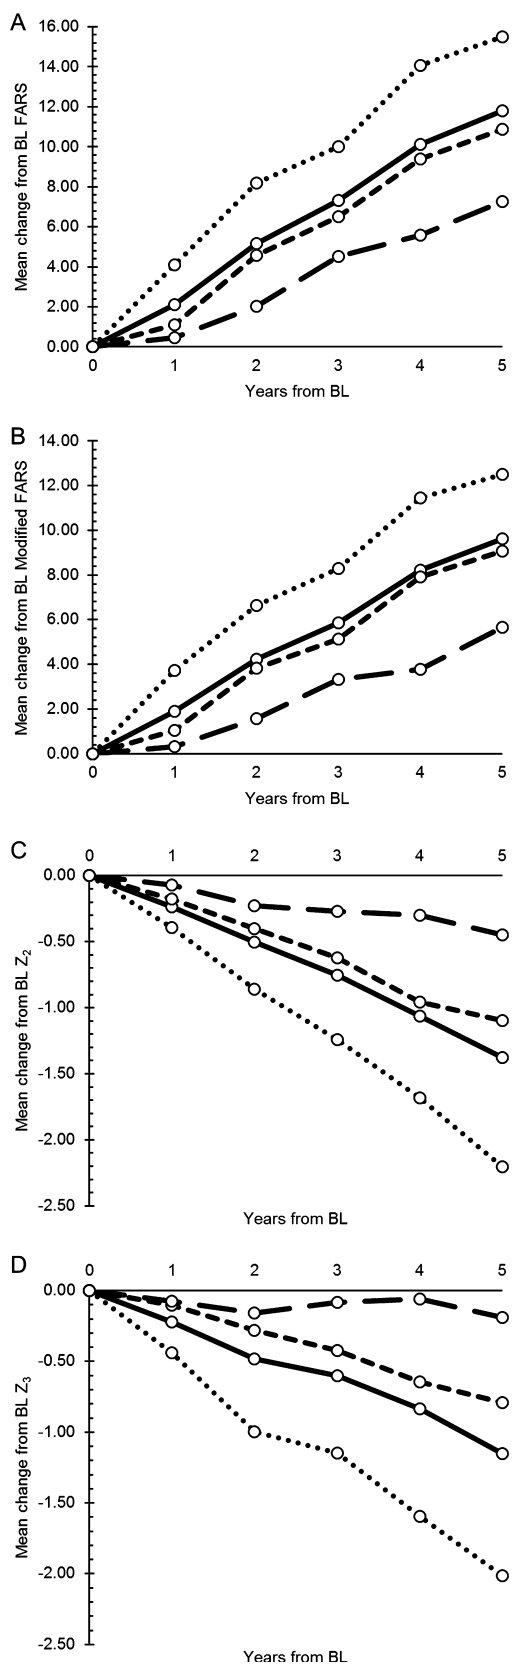 A
16.00
14.00
12.00
10.00
8.00
6.00
4.00
2.00
0.00
Mean change from BL FARS
0 1 2 3 4 5
Years from BL
B
14.00
12.00
10.00
8.00
6.00
4.00
2.00
0.00
Mean change from BL Modified FARS
0 1 2 3 4 5
Years from BL
C
0 1 2 3 4 5
0.00
-0.50
-1.00
-1.50
-2.00
-2.50
Mean change from BL Z2
Years from BL
D
0 1 2 3 4 5
0.00
-0.50
-1.00
-1.50
-2.00
-2.50
Mean change from BL Z3
Years from BL